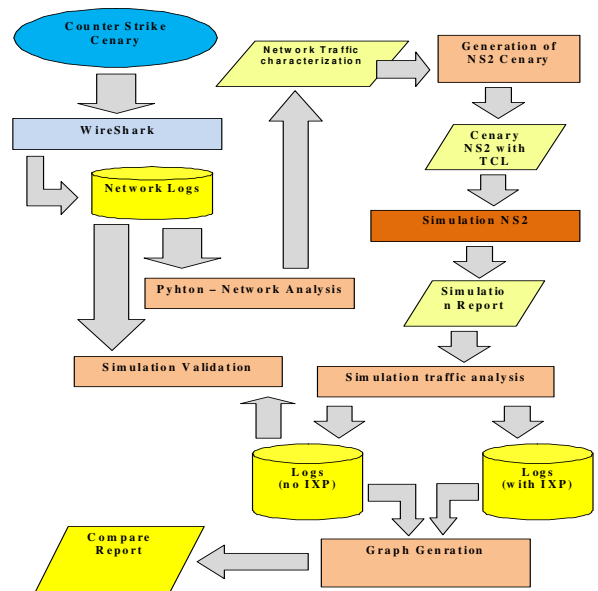 Counter Strike
Cenary
WireShark
Network Logs
Pyhton – Network Analysis
Simulation Validation
Network Traffic
characterization
Generation of
NS2 Cenary
Cenary
NS2 with
TCL
Simulation NS2
Simulatio
n Report
Simulation traffic analysis
Logs
(no IXP)
Logs
(with IXP)
Graph Genration
Compare
Report